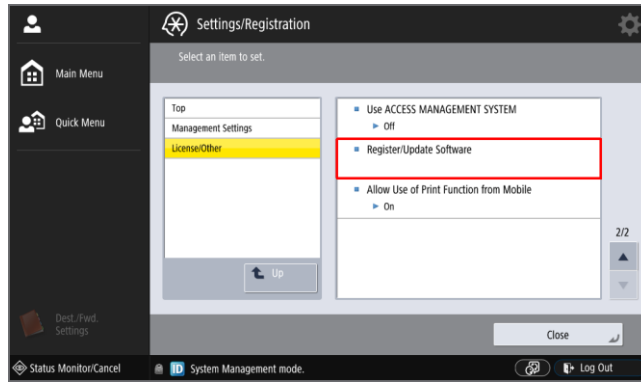 Settings/Registration
Select an item to set.
Main Menu
Quick Menu
Top
Management Settings
License/Other
Up
Use ACCESS MANAGEMENT SYSTEM
Off
Register/Update Software
Allow Use of Print Function from Mobile
On
2/2
Dest./Fwd.
Settings
Close
Status Monitor/Cancel
ID System Management mode.
Log Out